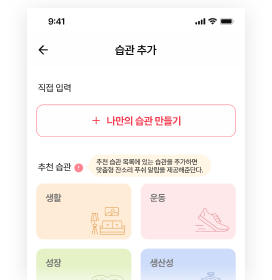 9:41
습관 추가
직접 입력
+ 나만의 습관 만들기
추천 습관
추천 습관 목록에 있는 습관을 추가하면
맞춤형 잔소리 푸쉬 알림을 제공해준단다.
생활
운동
성장
생산성